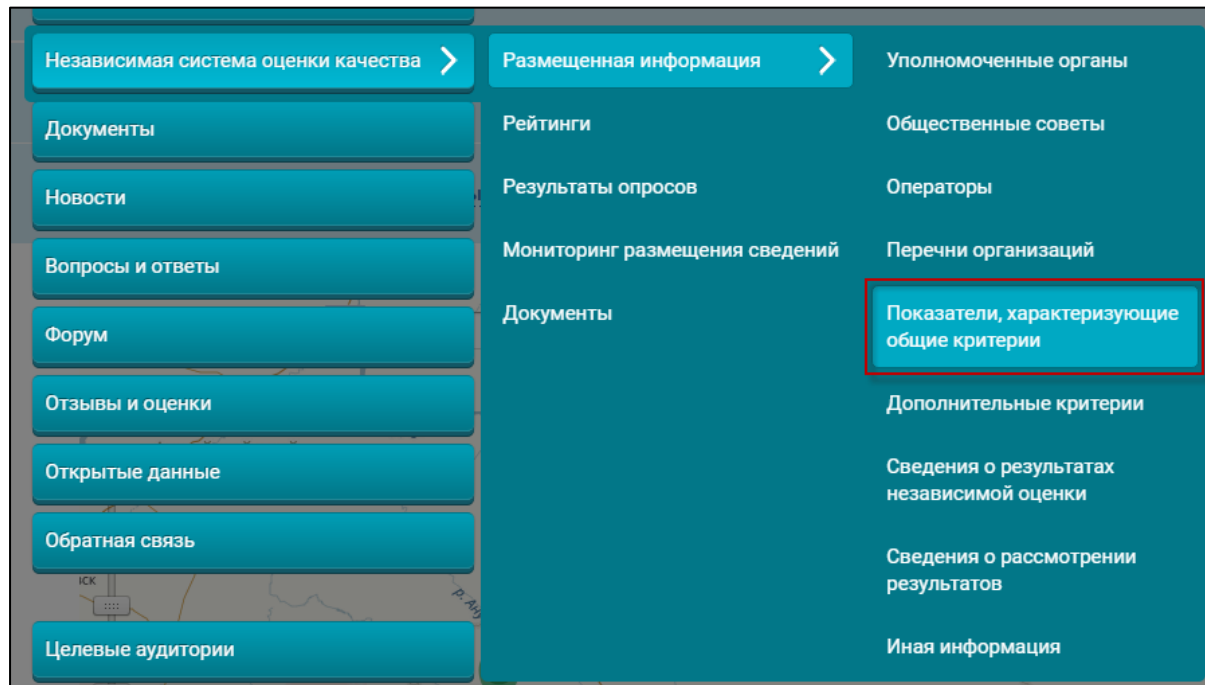 Независимая система оценки качества
Документы
Новости
Вопросы и ответы
Форум
Отзывы и оценки
Открытые данные
Обратная связь
Целевые аудитории
Размещенная информация
Рейтинги
Результаты опросов
Мониторинг размещения сведений
Документы
Уполномоченные органы
Общественные советы
Операторы
Перечни организаций
Показатели, характеризующие
общие критерии
Дополнительные критерии
Сведения о результатах
независимой оценки
Сведения о рассмотрении
результатов
Иная информация